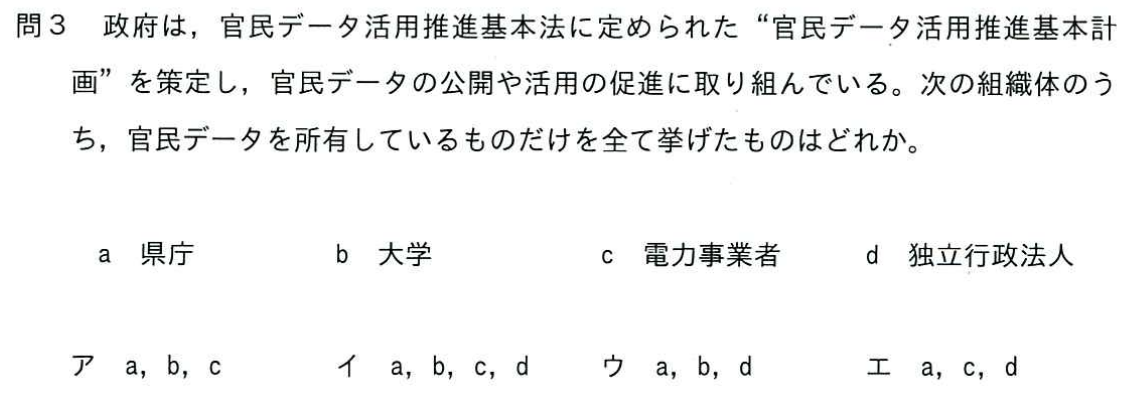 問3 政府は，官民データ活用推進基本法に定められた“官民データ活用推進基本計
画”を策定し，官民データの公開や活用の促進に取り組んでいる。次の組織体のう
ち，官民データを所有しているものだけを全て挙げたものはどれか。
a 県庁 b 大学 c 電力事業者 d 独立行政法人
ア a，b，c イ a，b，c，d ウ a，b，d エ a，c，d